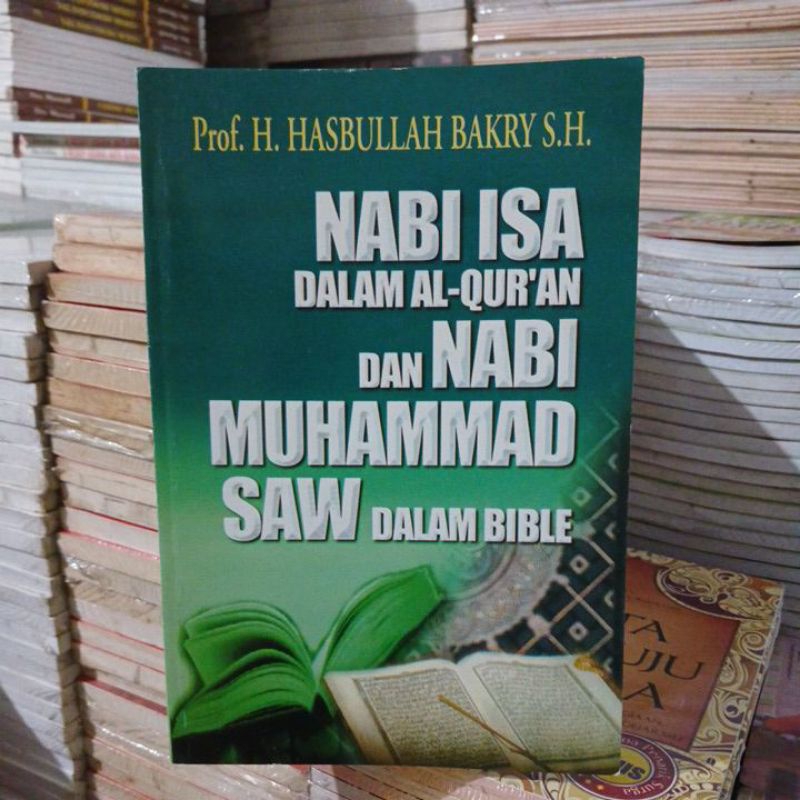 Prof. H. HASBULLAH BAKRY S.H.
NABI ISA
DALAM AL-QUR'AN
DAN NABI
MUHAMMAD
SAW DALAM BIBLE